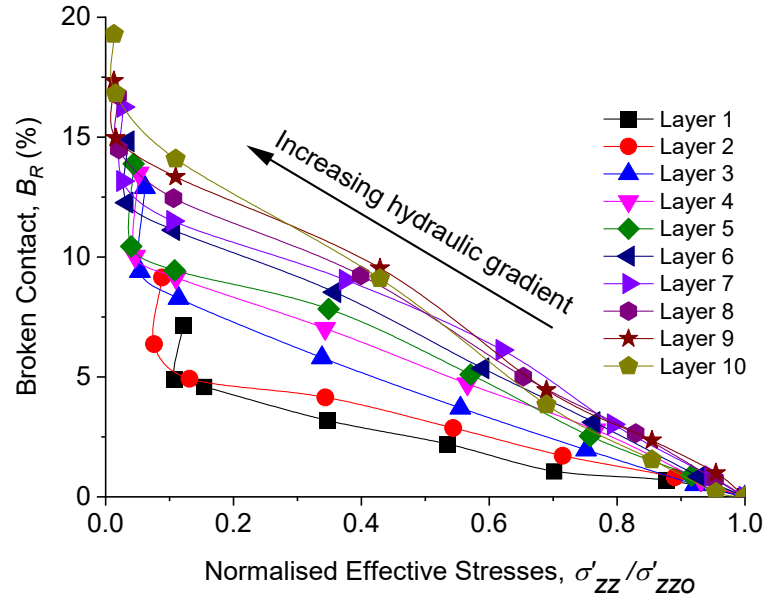 20
15
10
5
0
0.0
0.2
0.4
0.6
0.8
1.0
Broken Contact, B_R (%)
Normalised Effective Stresses, σ'zz /σ'zzo
Increasing hydraulic gradient
Layer 1
Layer 2
Layer 3
Layer 4
Layer 5
Layer 6
Layer 7
Layer 8
Layer 9
Layer 10